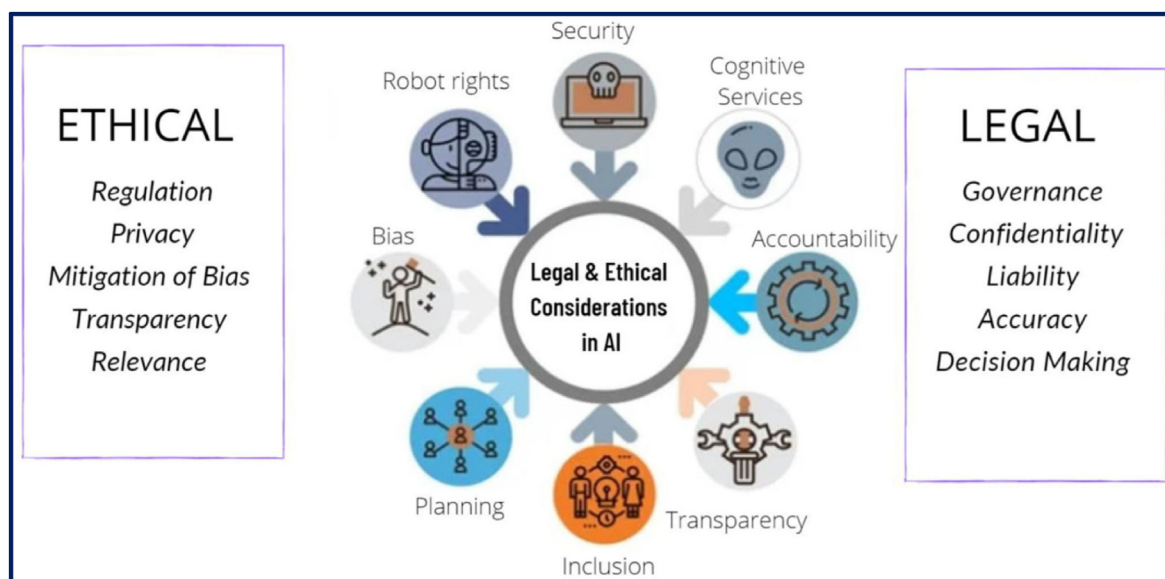 ETHICAL
Regulation
Privacy
Mitigation of Bias
Transparency
Relevance
Security
Robot rights
Cognitive
Services
Bias
Accountability
Legal & Ethical
Considerations
in AI
Planning
Transparency
Inclusion
LEGAL
Governance
Confidentiality
Liability
Accuracy
Decision Making